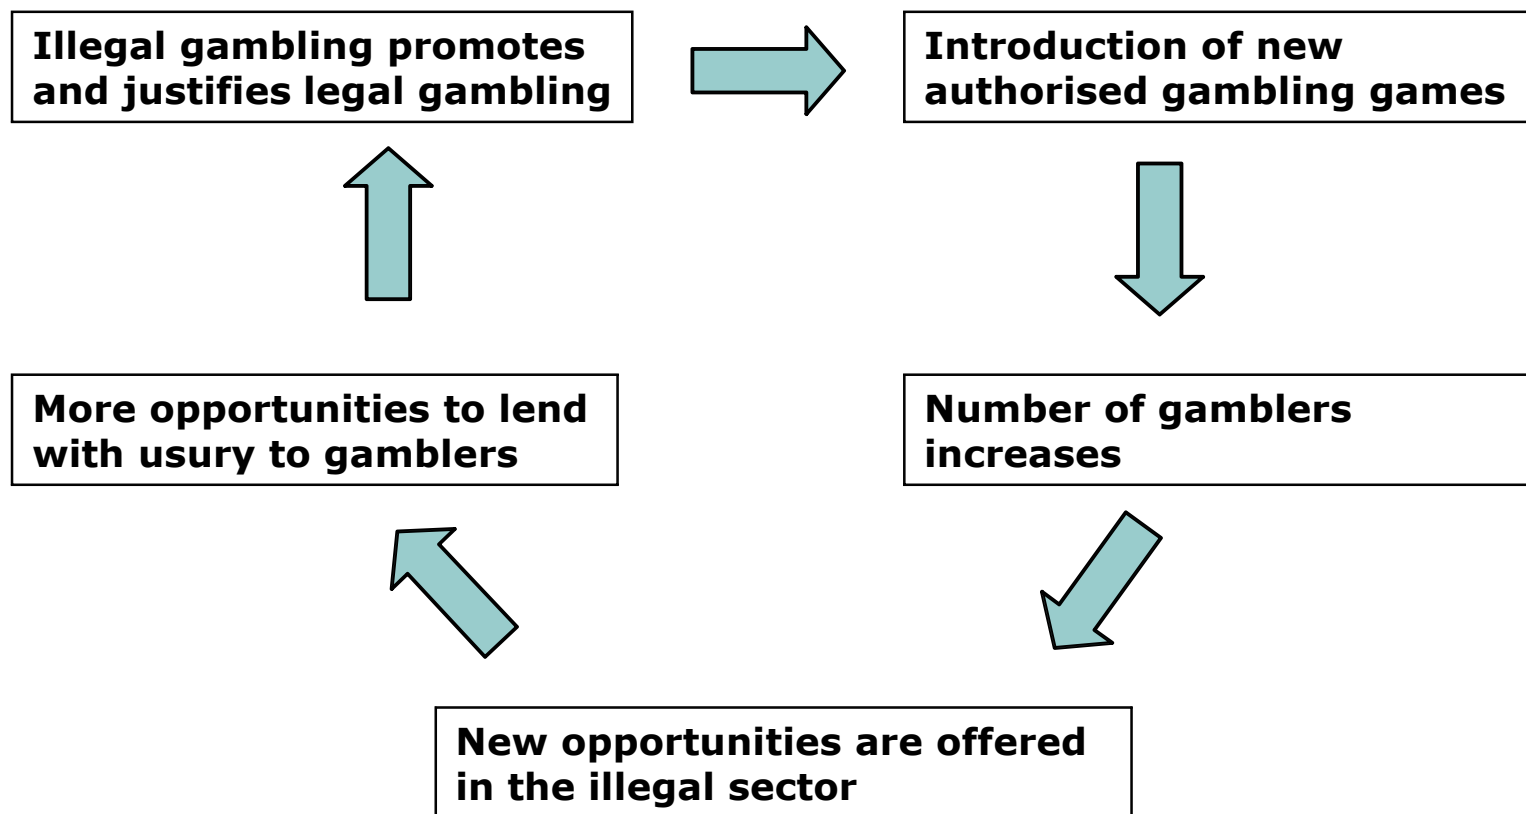 Illegal gambling promotes
and justifies legal gambling
Introduction of new
authorised gambling games
More opportunities to lend
with usury to gamblers
Number of gamblers
increases
New opportunities are offered
in the illegal sector